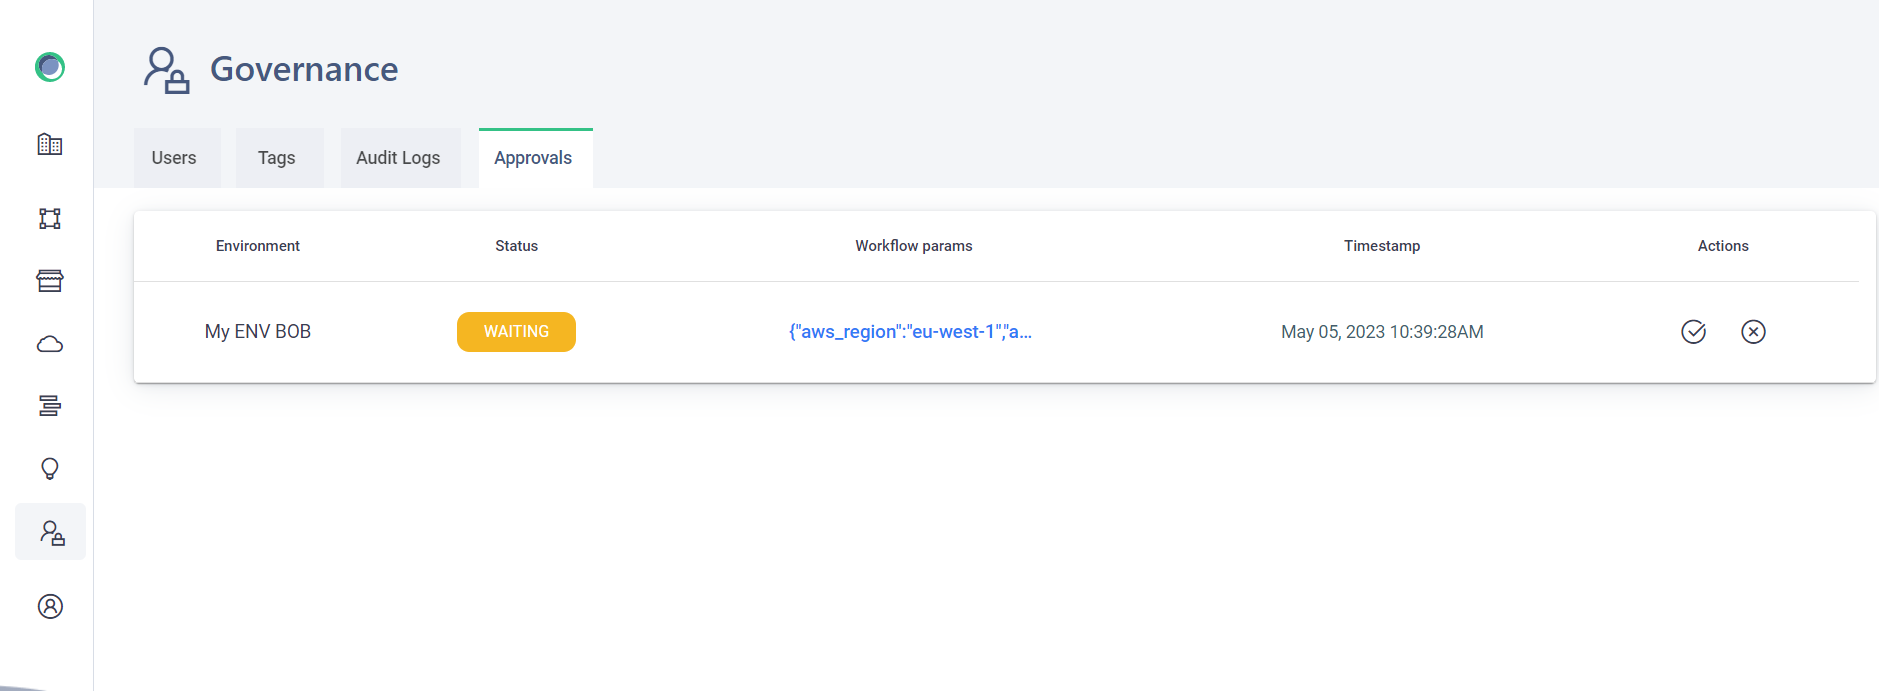 Governance
Users Tags Audit Logs Approvals
Environment Status Workflow params Timestamp Actions
My ENV BOB WAITING {"aws_region":"eu-west-1","a... May 05, 2023 10:39:28AM